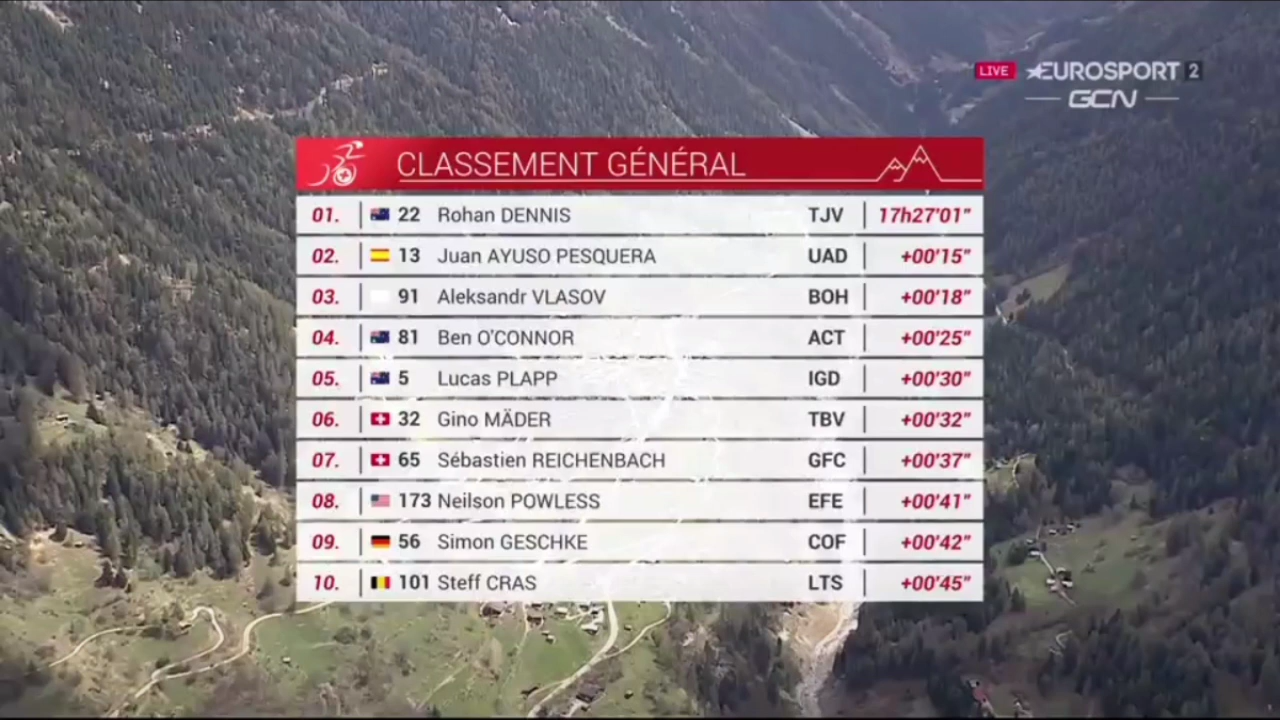 LIVE EUROSPORT 2
GCN
CLASSEMENT GÉNÉRAL
01. 22 Rohan DENNIS TJV 17h27'01"
02. 13 Juan AYUSO PESQUERA UAD +00'15"
03. 91 Aleksandr VLASOV BOH +00'18"
04. 81 Ben O'CONNOR ACT +00'25"
05. 5 Lucas PLAPP IGD +00'30"
06. 32 Gino MÄDER TBV +00'32"
07. 65 Sébastien REICHENBACH GFC +00'37"
08. 173 Neilson POWLESS EFE +00'41"
09. 56 Simon GESCHKE COF +00'42"
10. 101 Steff CRAS LTS +00'45"